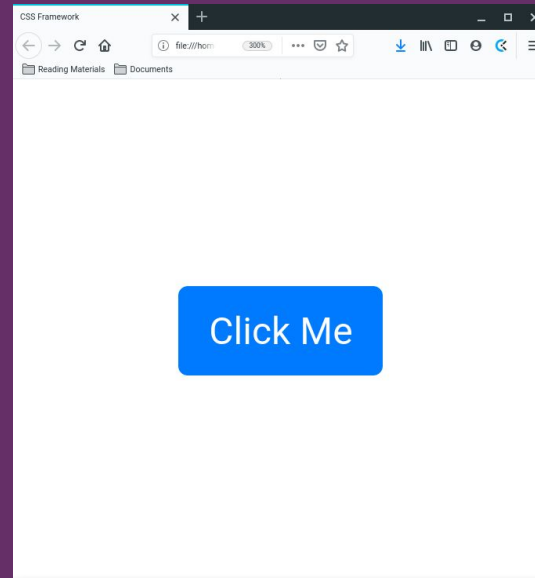 CSS Framework
file:///hom
300%
Reading Materials
Documents
Click Me